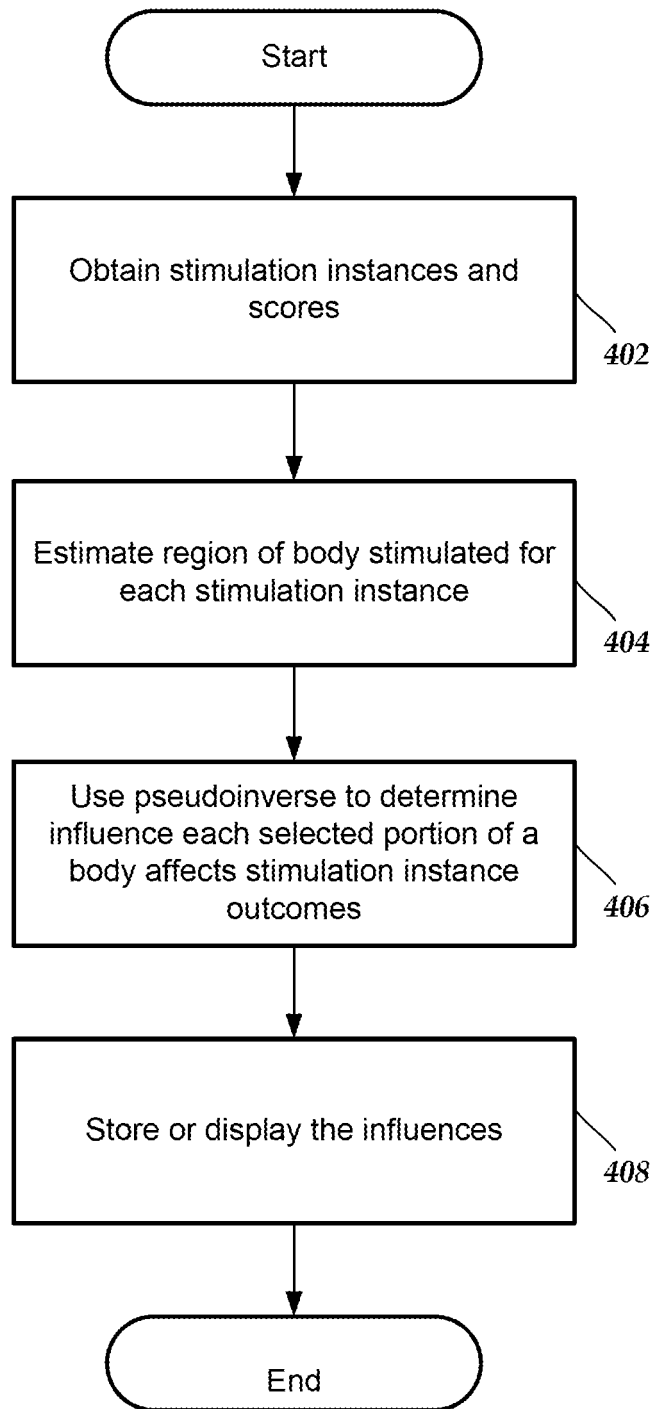 Start
Obtain stimulation instances and
scores
402
Estimate region of body stimulated for
each stimulation instance
404
Use pseudoinverse to determine
influence each selected portion of a
body affects stimulation instance
outcomes
406
Store or display the influences
408
End